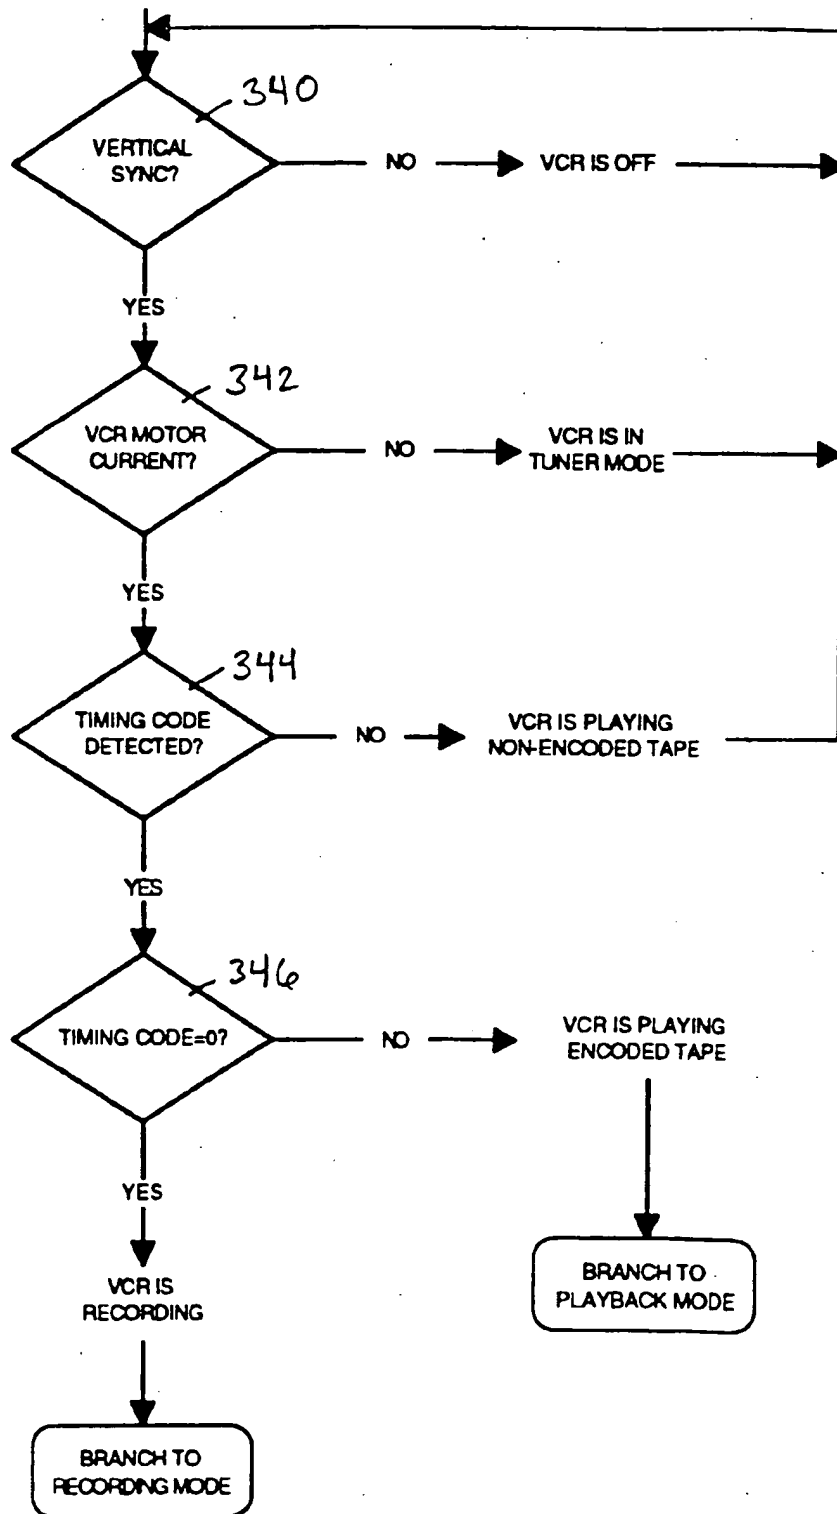 340
VERTICAL
SYNC?
NO
VCR IS OFF
YES
342
VCR MOTOR
CURRENT?
NO
VCR IS IN
TUNER MODE
YES
344
TIMING CODE
DETECTED?
NO
VCR IS PLAYING
NON-ENCODED TAPE
YES
346
TIMING CODE=0?
NO
VCR IS PLAYING
ENCODED TAPE
YES
VCR IS
RECORDING
BRANCH TO
PLAYBACK MODE
BRANCH TO
RECORDING MODE